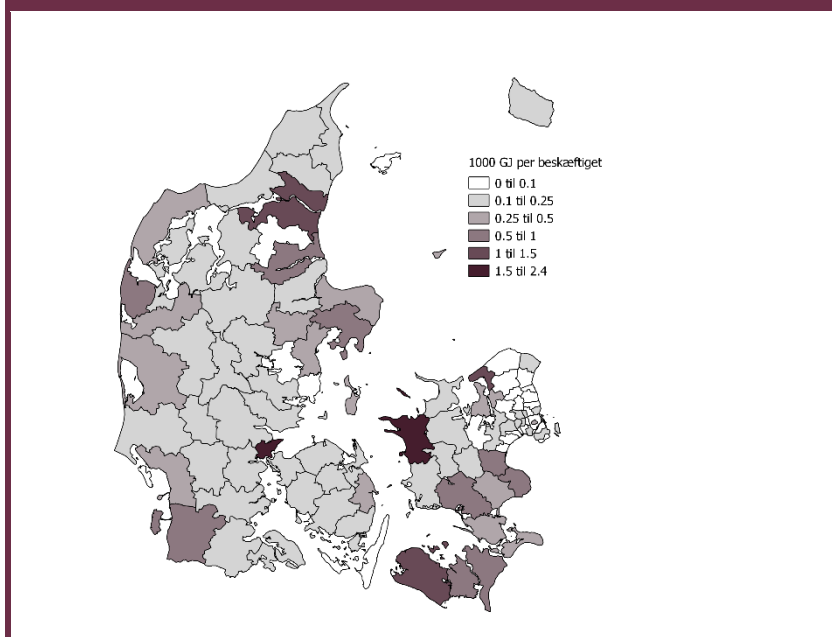 1000 GJ per beskæftiget
0 til 0.1
0.1 til 0.25
0.25 til 0.5
0.5 til 1
1 til 1.5
1.5 til 2.4